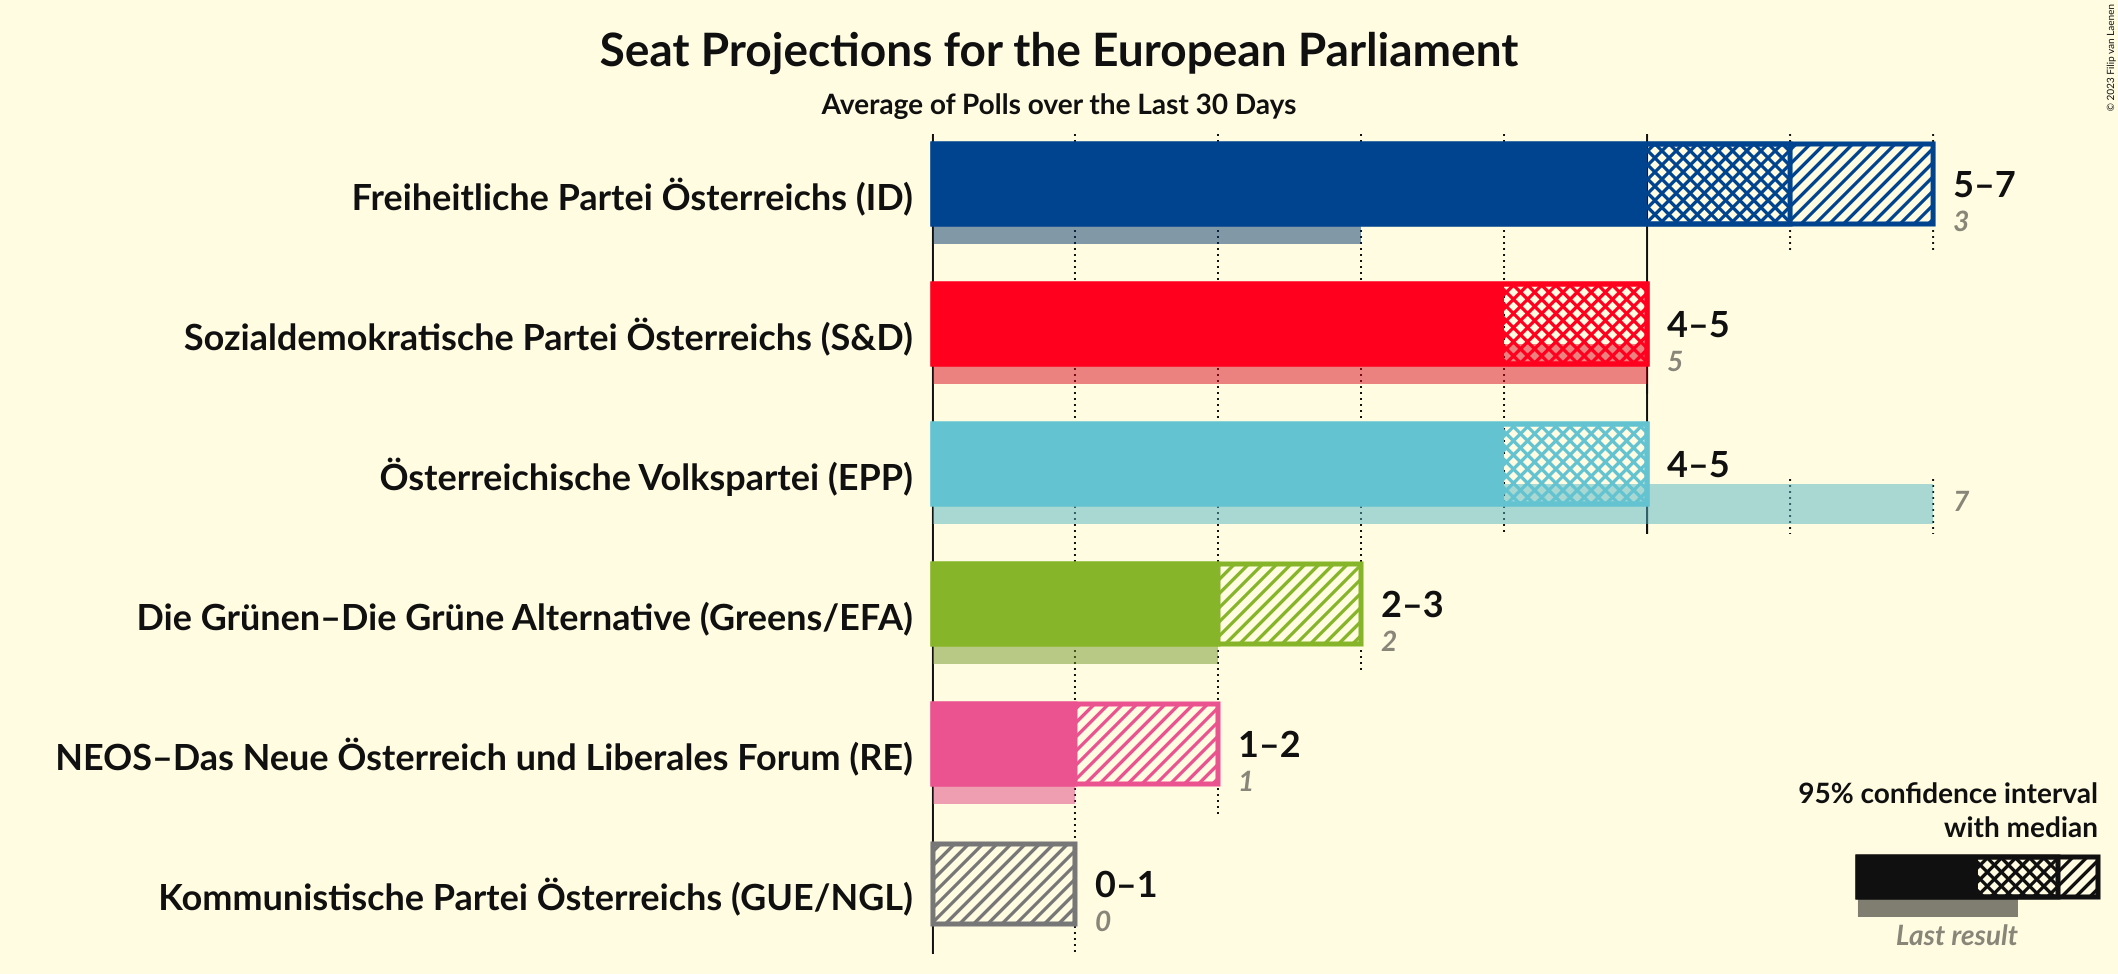 Seat Projections for the European Parliament
Average of Polls over the Last 30 Days
© 2023 Filip van Laenen
Freiheitliche Partei Österreichs (ID)
5–7
3
Sozialdemokratische Partei Österreichs (S&D)
4–5
5
Österreichische Volkspartei (EPP)
4–5
7
Die Grünen–Die Grüne Alternative (Greens/EFA)
2–3
2
NEOS–Das Neue Österreich und Liberales Forum (RE)
1–2
1
Kommunistische Partei Österreichs (GUE/NGL)
0–1
0
95% confidence interval
with median
Last result